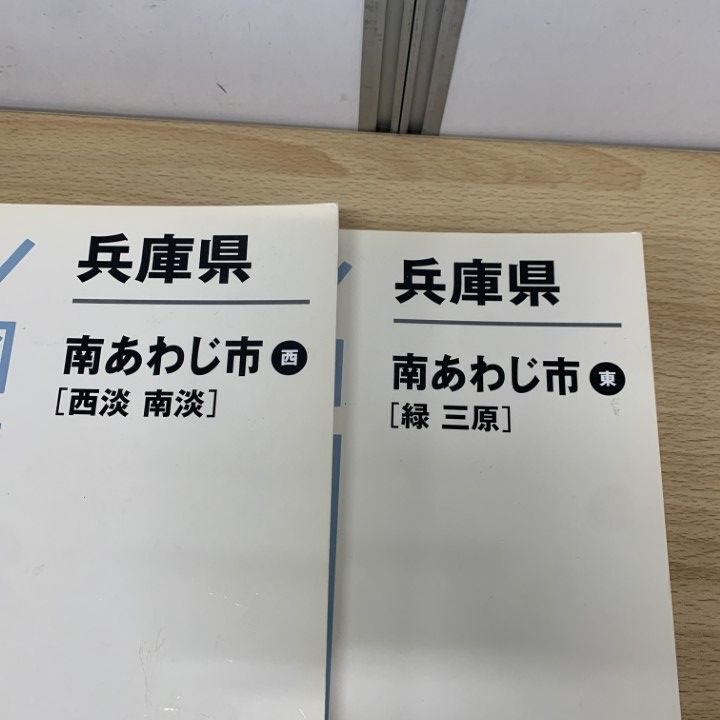 兵庫県
南あわじ市 西
[西淡 南淡]
兵庫県
南あわじ市 東
[緑 三原]